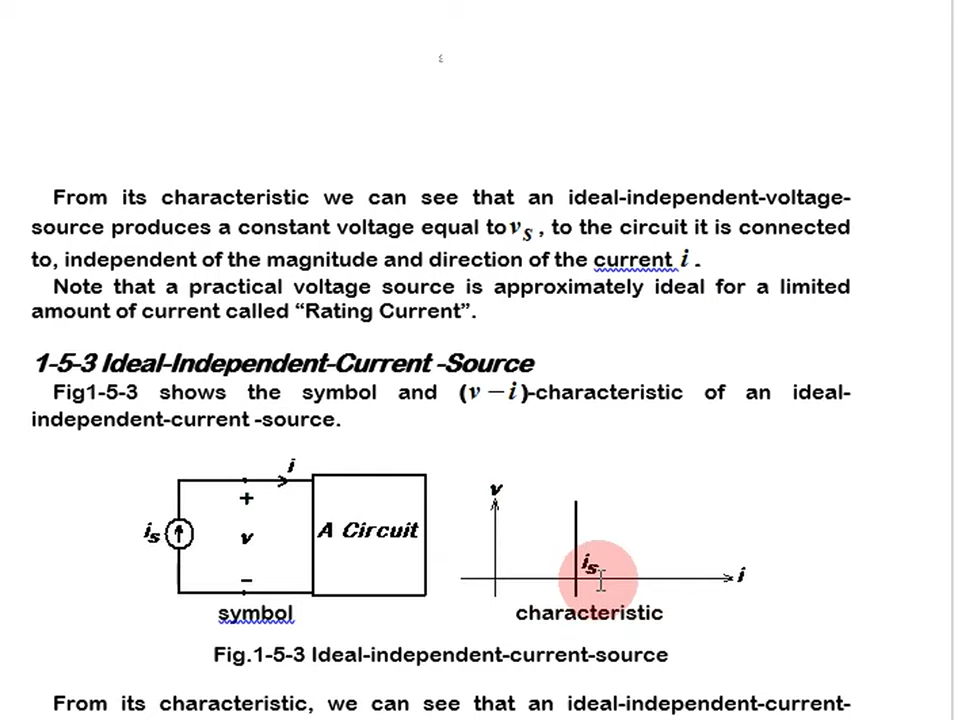 ٤
From its characteristic we can see that an ideal-independent-voltage-
source produces a constant voltage equal to vS , to the circuit it is connected
to, independent of the magnitude and direction of the current i .
Note that a practical voltage source is approximately ideal for a limited
amount of current called “Rating Current”.
1-5-3 Ideal-Independent-Current -Source
Fig1-5-3 shows the symbol and (v – i)-characteristic of an ideal-
independent-current -source.
i
+
is
v
A Circuit
–
symbol
v
is
i
characteristic
Fig.1-5-3 Ideal-independent-current-source
From its characteristic, we can see that an ideal-independent-current-